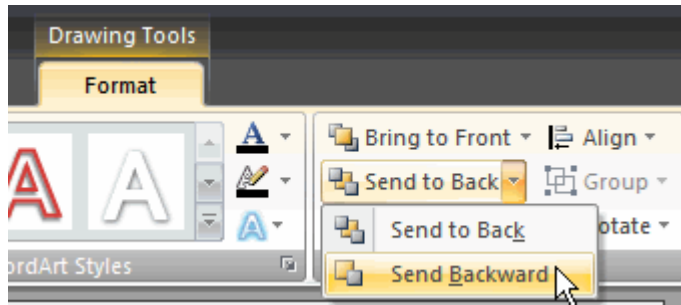 Drawing Tools
Format
A
Bring to Front
Align
Send to Back
Group
A A
A
Send to Back
otate
ordArt Styles
Send Backward